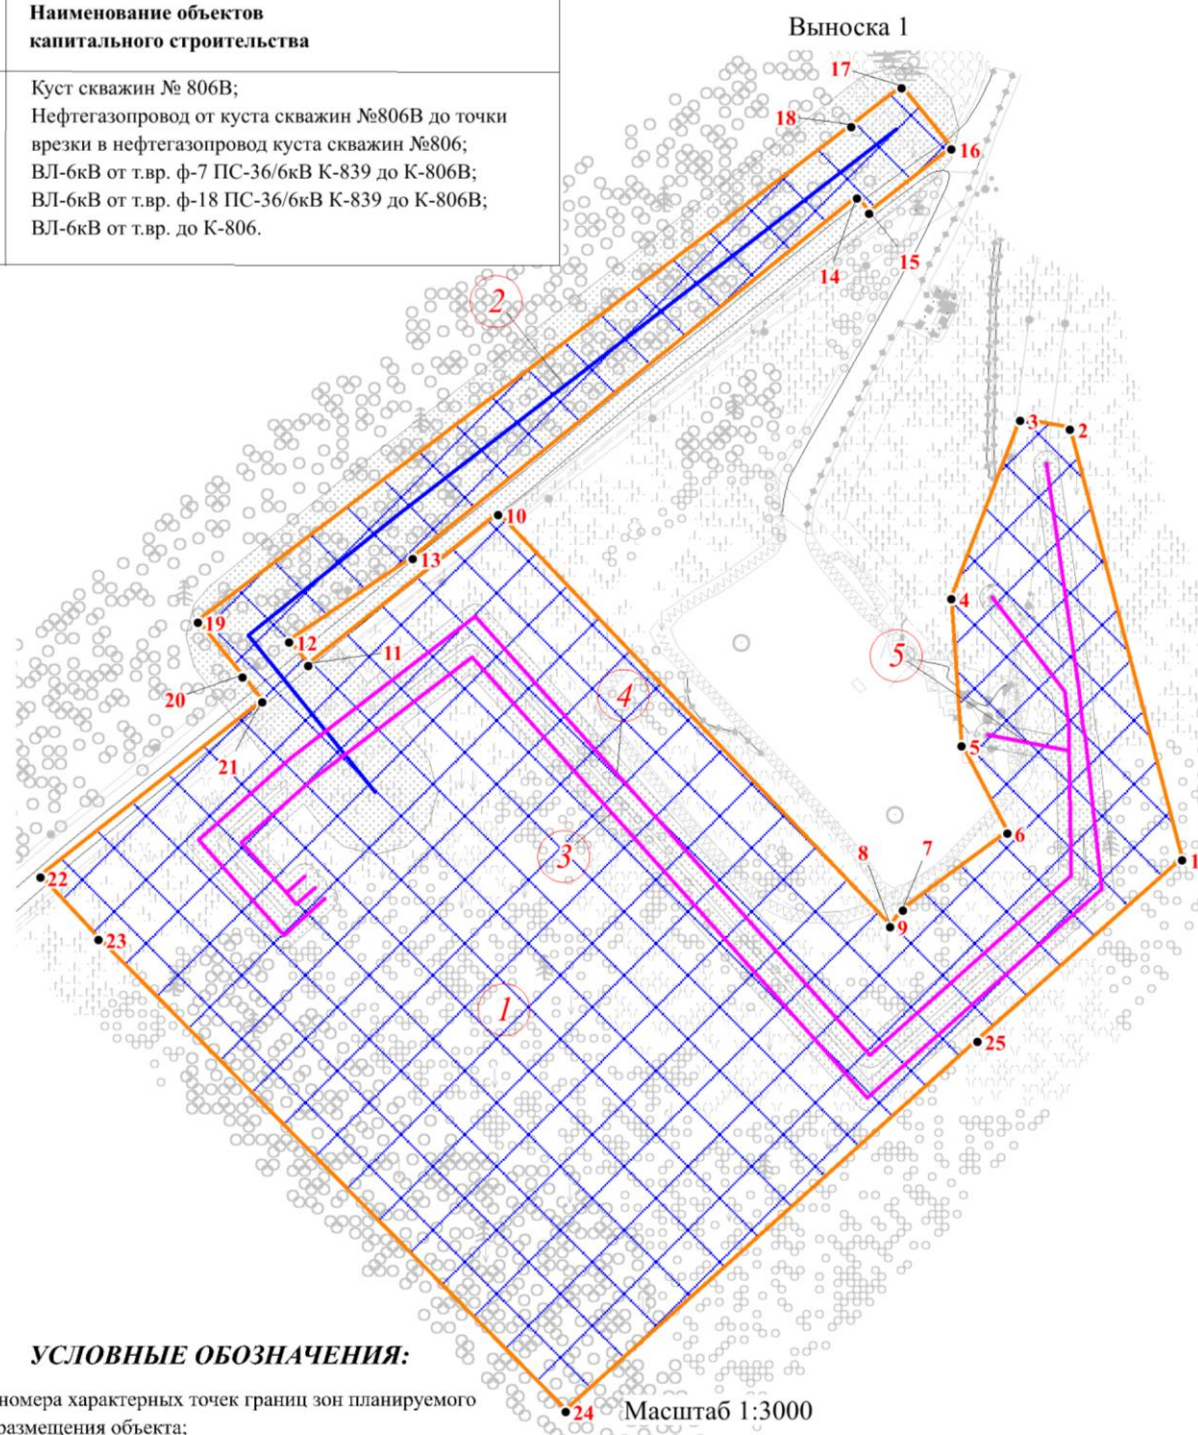 Наименование объектов
капитального строительства
Куст скважин № 806В;
Нефтегазопровод от куста скважин №806В до точки
врезки в нефтегазопровод куста скважин №806;
ВЛ-6кВ от т.вр. ф-7 ПС-36/6кВ К-839 до К-806В;
ВЛ-6кВ от т.вр. ф-18 ПС-36/6кВ К-839 до К-806В;
ВЛ-6кВ от т.вр. до К-806.
Выноска 1
17
18
16
14
15
2
3
2
10
13
19
12
11
4
20
21
4
5
5
6
1
22
23
3
8
7
9
1
25
24
УСЛОВНЫЕ ОБОЗНАЧЕНИЯ:
номера характерных точек границ зон планируемого
размещения объекта;
Масштаб 1:3000